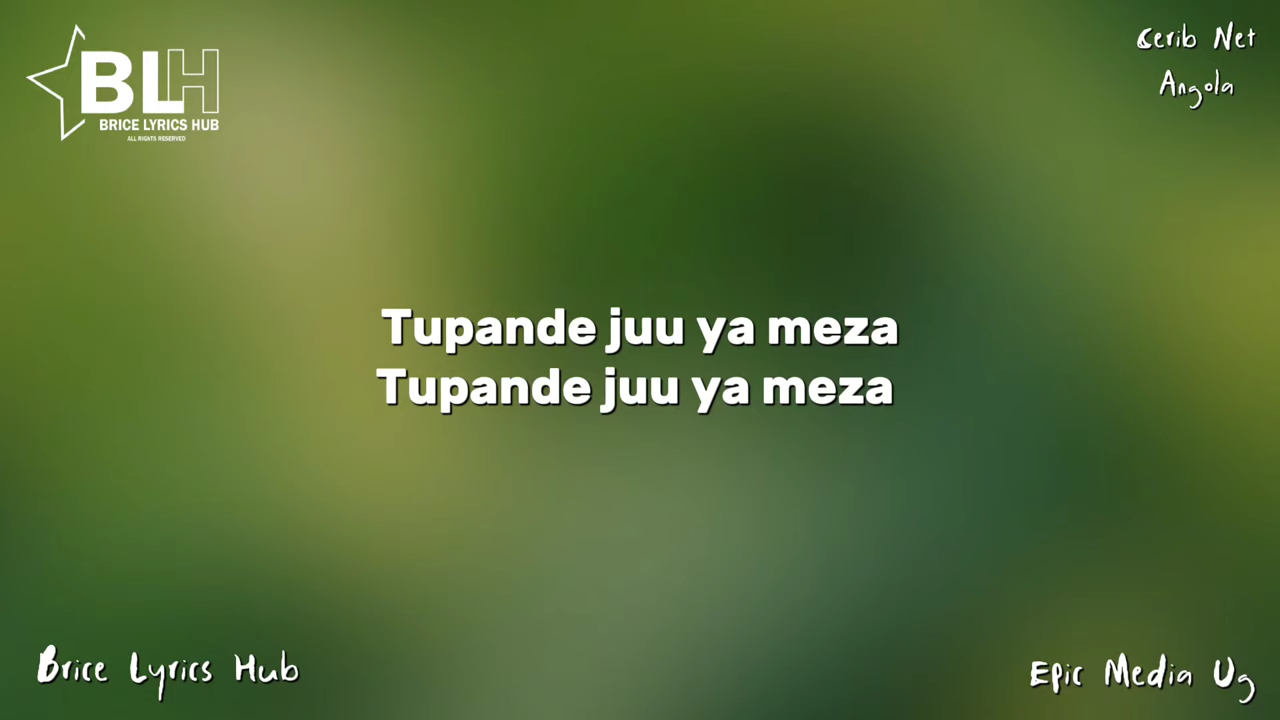 BLH
BRICE LYRICS HUB
ALL RIGHTS RESERVED
Cerib Net
Angola
Tupande juu ya meza
Tupande juu ya meza
Brice Lyrics Hub
Epic Media Ug